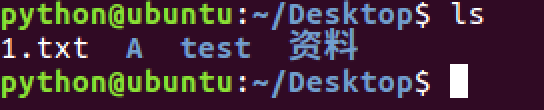 python@ubuntu:~/Desktop$ ls
1.txt  A  test  资料
python@ubuntu:~/Desktop$